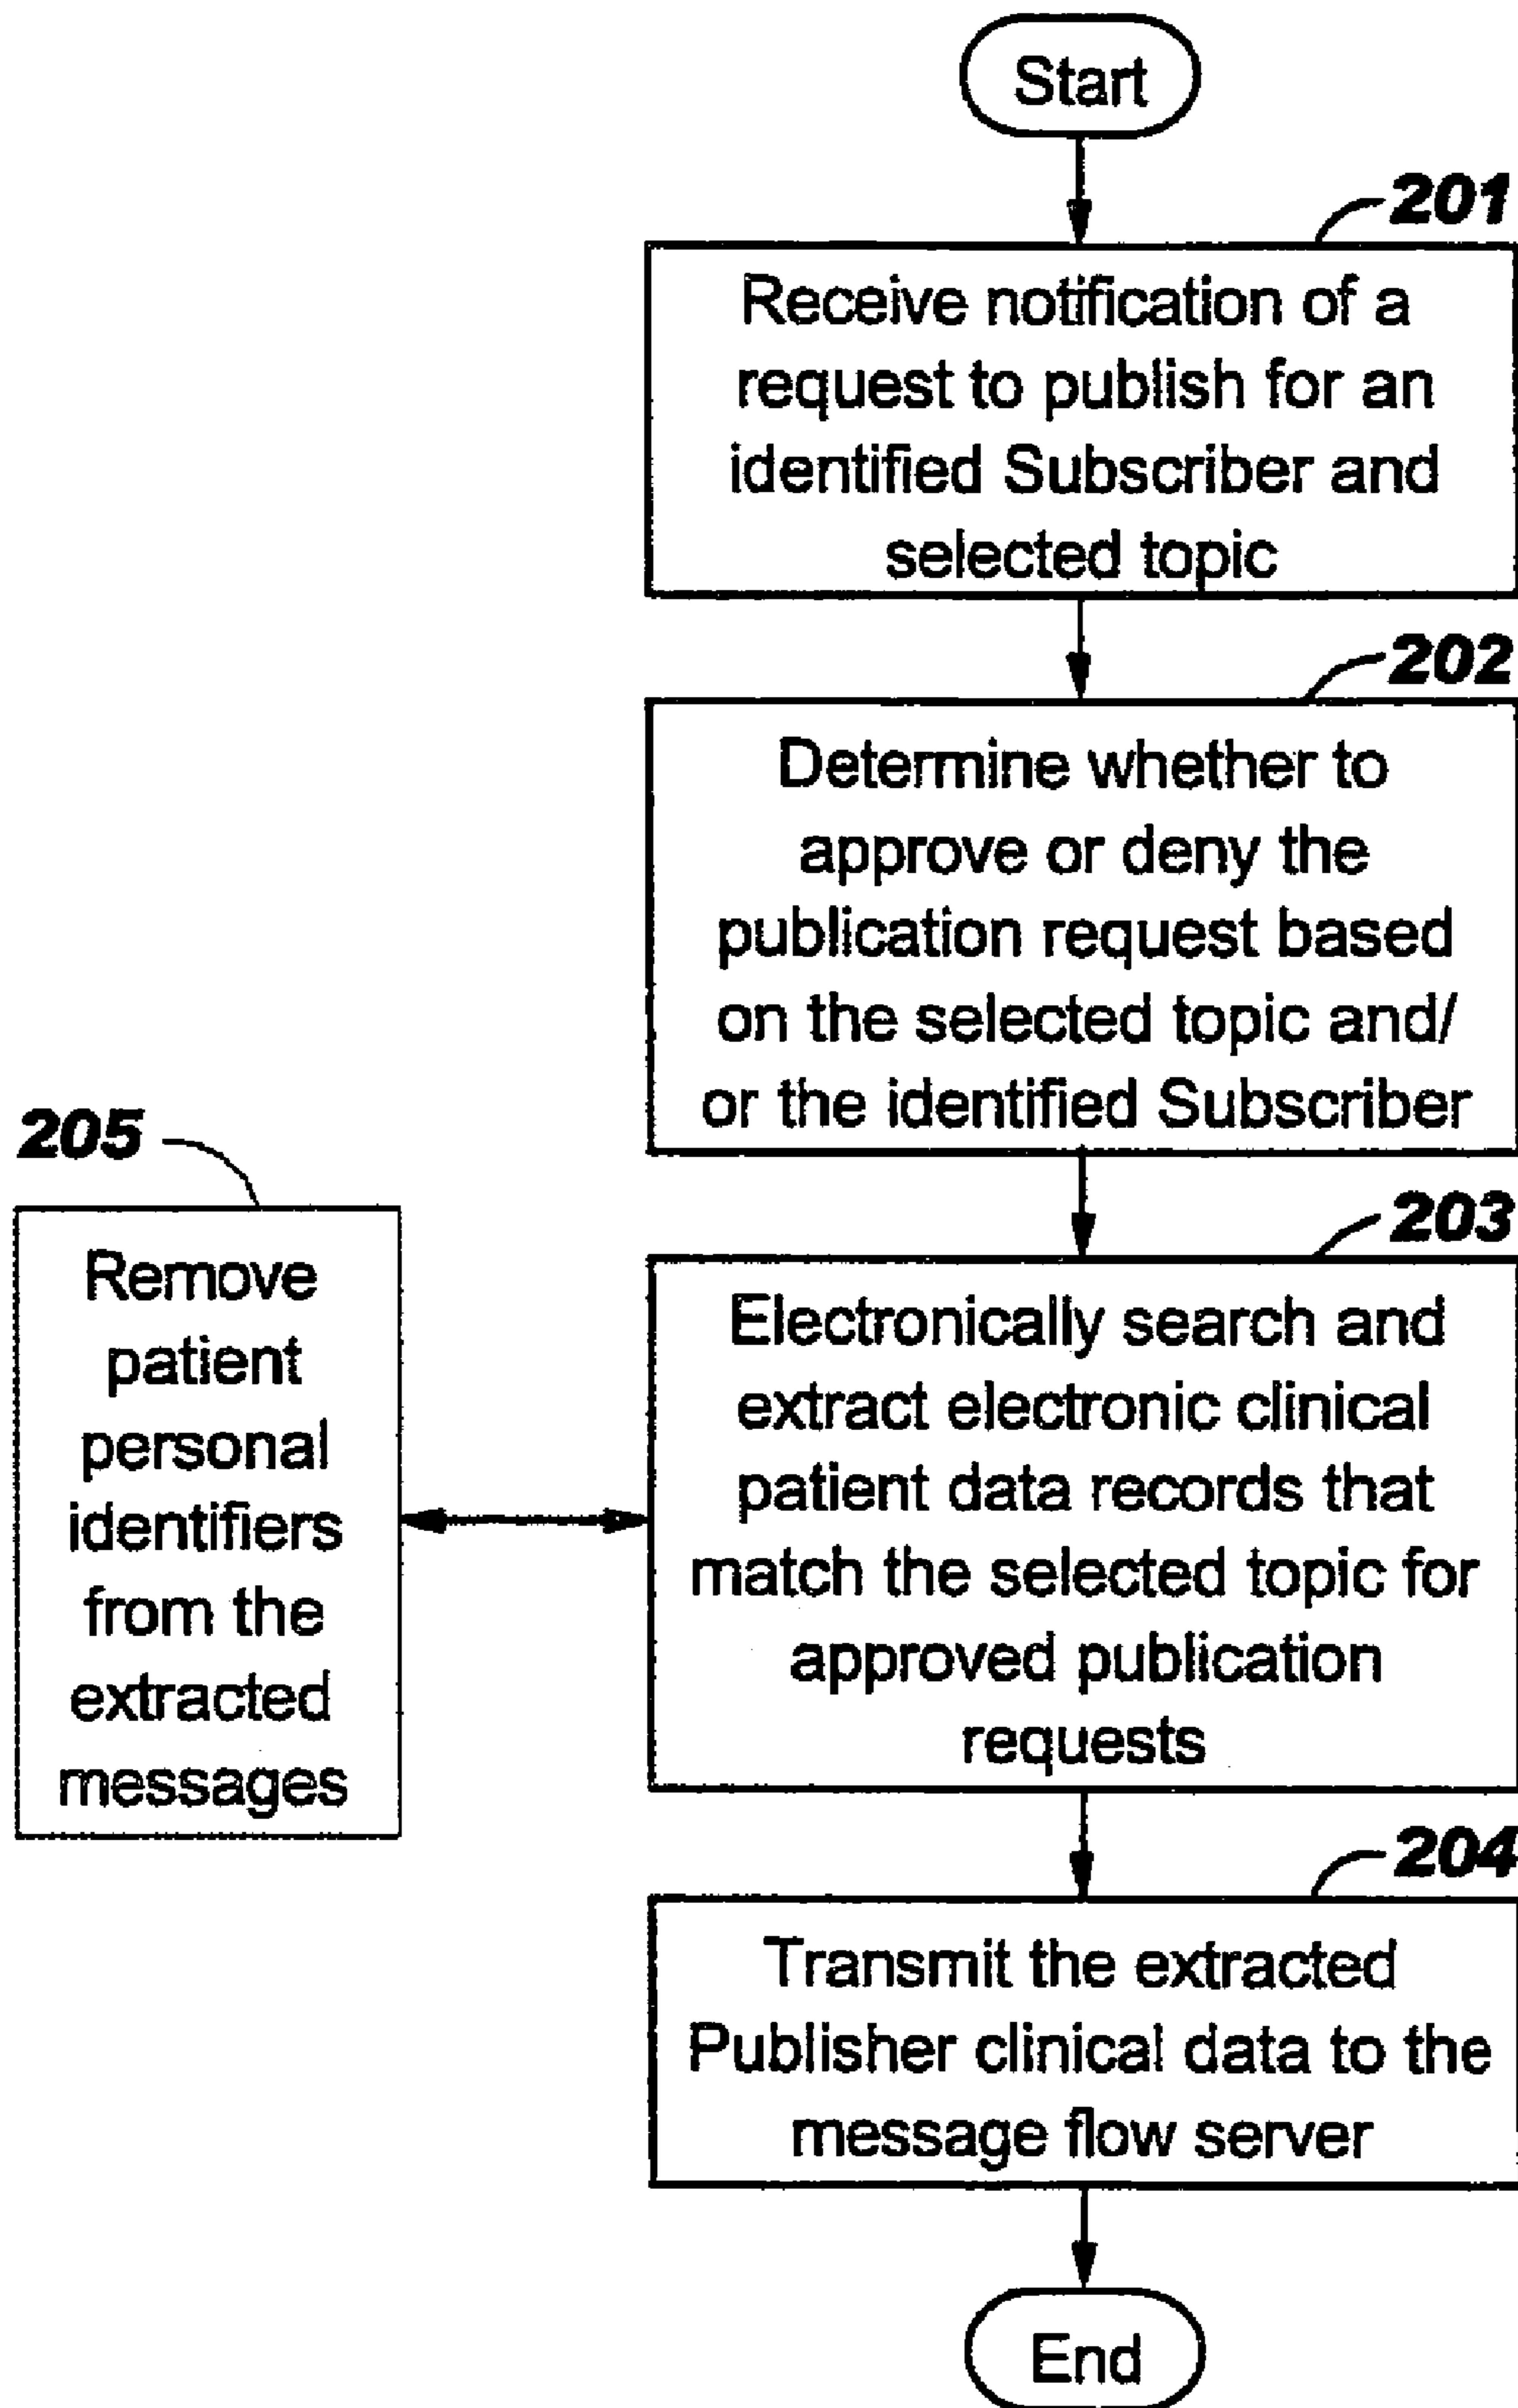 Start
201
Receive notification of a
request to publish for an
identified Subscriber and
selected topic
202
Determine whether to
approve or deny the
publication request based
on the selected topic and/
or the identified Subscriber
205
Remove
patient
personal
identifiers
from the
extracted
messages
203
Electronically search and
extract electronic clinical
patient data records that
match the selected topic for
approved publication
requests
204
Transmit the extracted
Publisher clinical data to the
message flow server
End